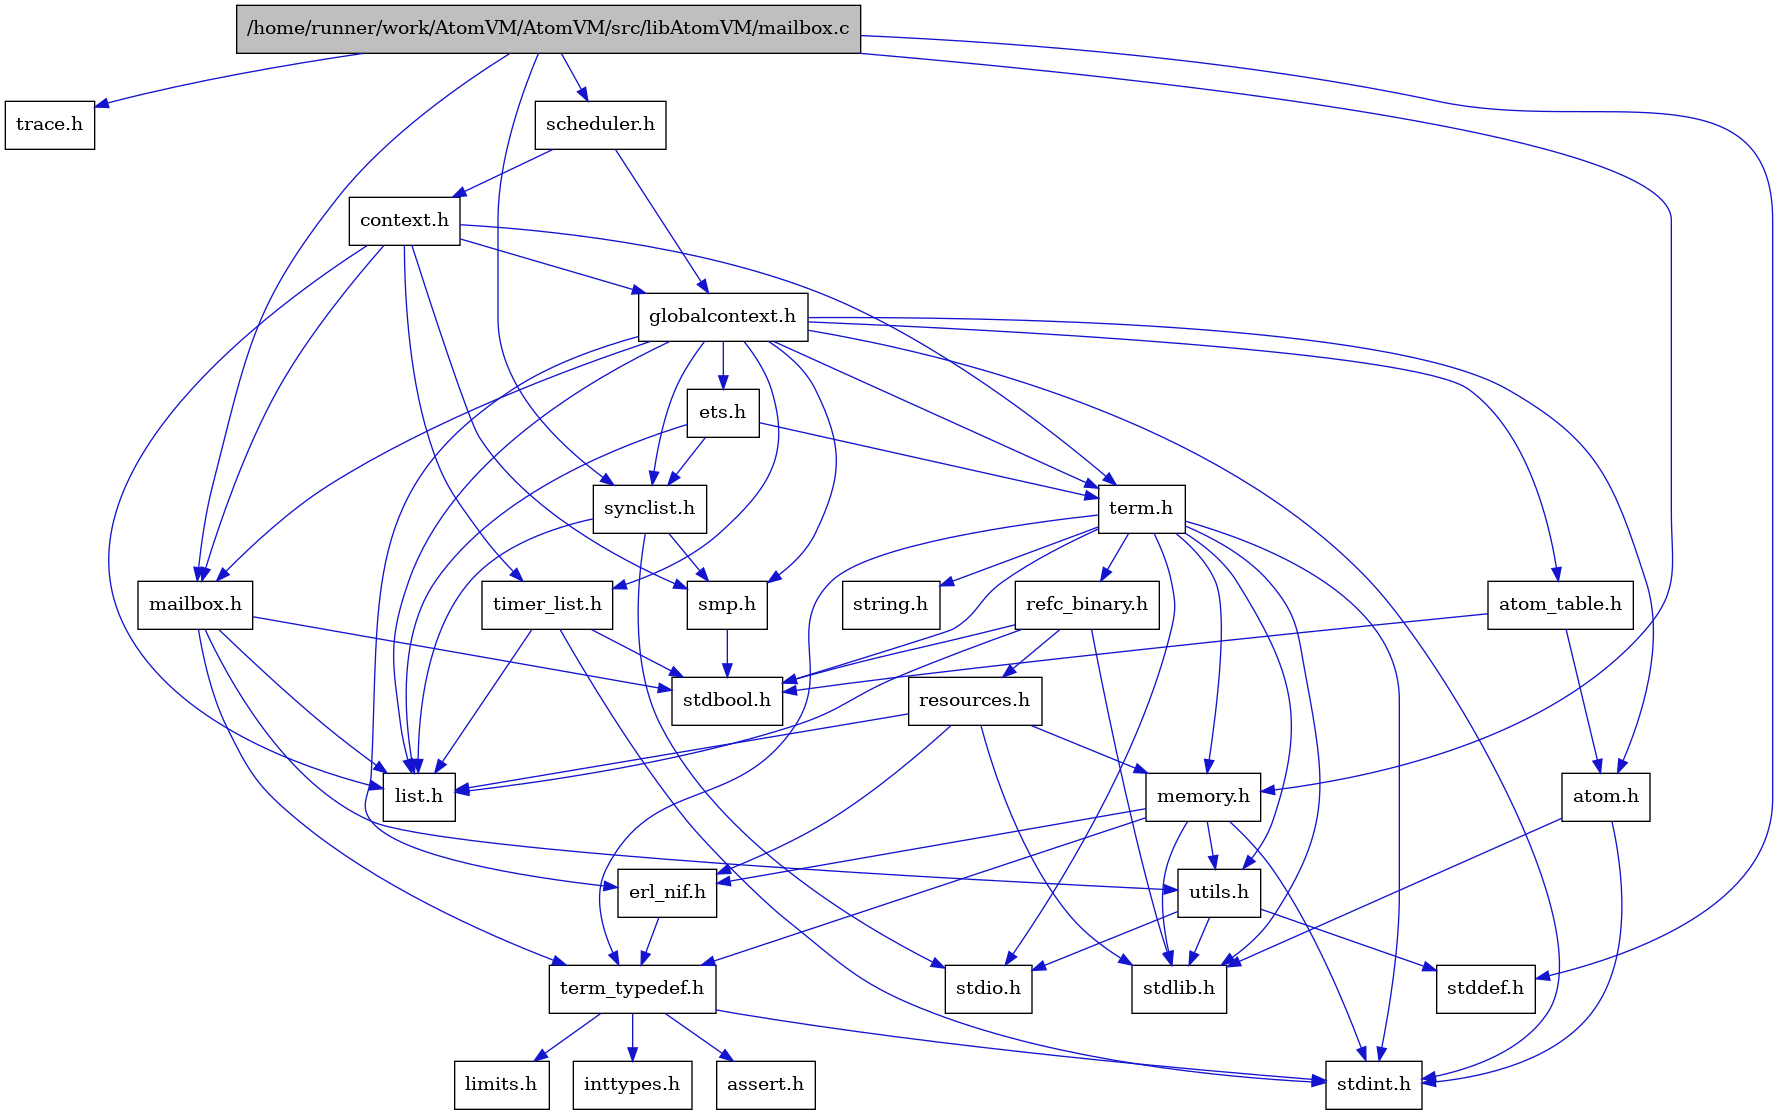 /home/runner/work/AtomVM/AtomVM/src/libAtomVM/mailbox.c
trace.h
scheduler.h
context.h
globalcontext.h
ets.h
synclist.h
term.h
mailbox.h
timer_list.h
smp.h
string.h
refc_binary.h
atom_table.h
stdbool.h
resources.h
list.h
memory.h
atom.h
erl_nif.h
utils.h
term_typedef.h
stdio.h
stdlib.h
stddef.h
limits.h
inttypes.h
assert.h
stdint.h